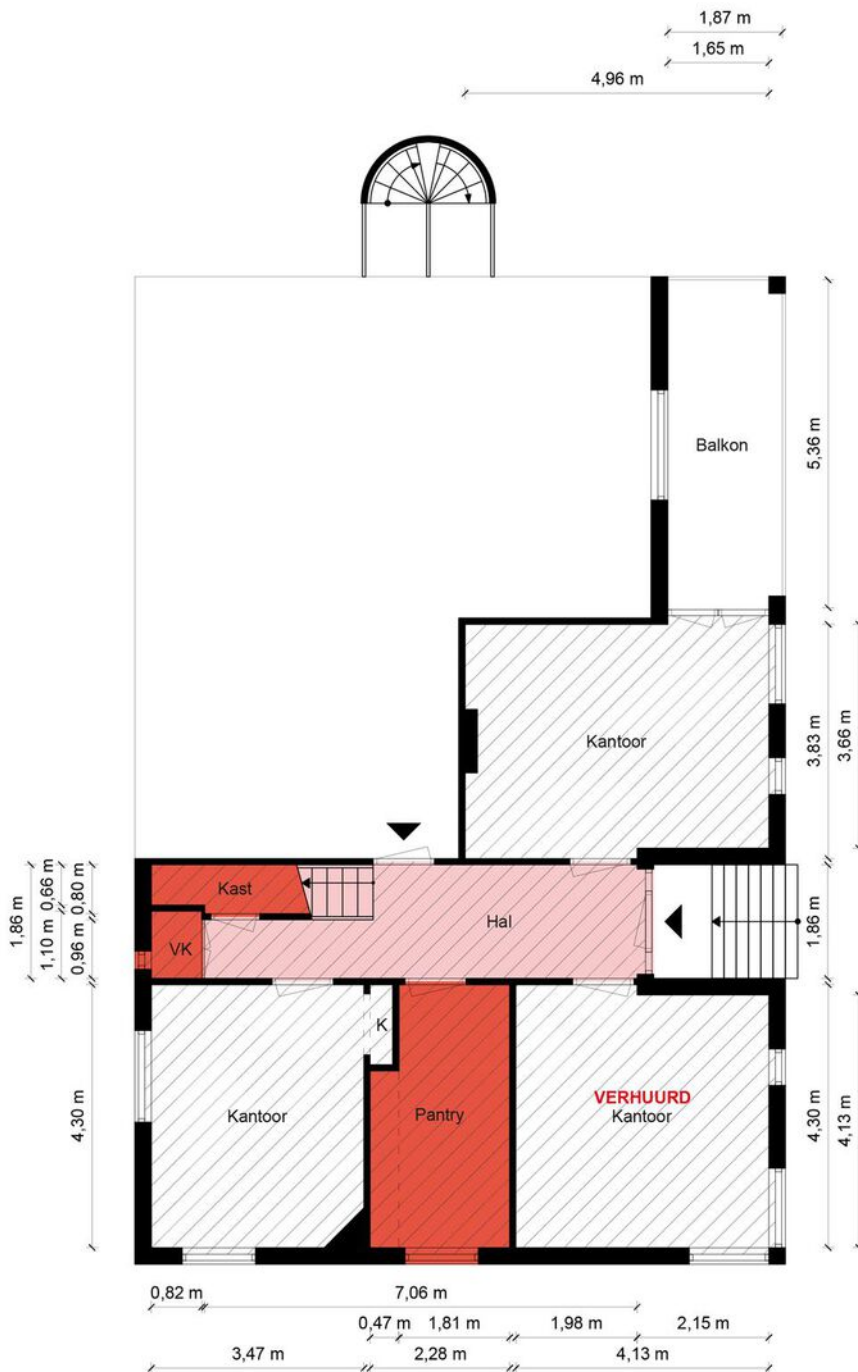 1,87 m
1,65 m
4,96 m
Balkon
5,36 m
Kantoor
3,83 m
3,66 m
1,86 m
1,10 m 0,66 m
0,96 m 0,80 m
Kast
VK
Hal
1,86 m
K
4,30 m
Kantoor
Pantry
VERHUURD
Kantoor
4,30 m
4,13 m
0,82 m 7,06 m
0,47 m 1,81 m 1,98 m 2,15 m
3,47 m 2,28 m 4,13 m